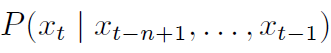 P(x_t | x_{t−n+1}, . . . , x_{t−1})